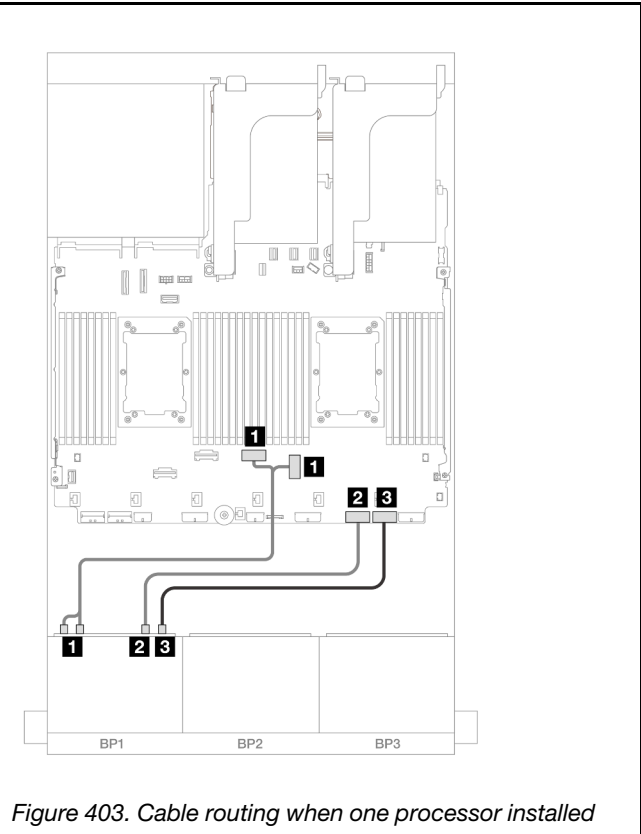 1
1
2 3
1 2 3
BP1 BP2 BP3
Figure 403. Cable routing when one processor installed